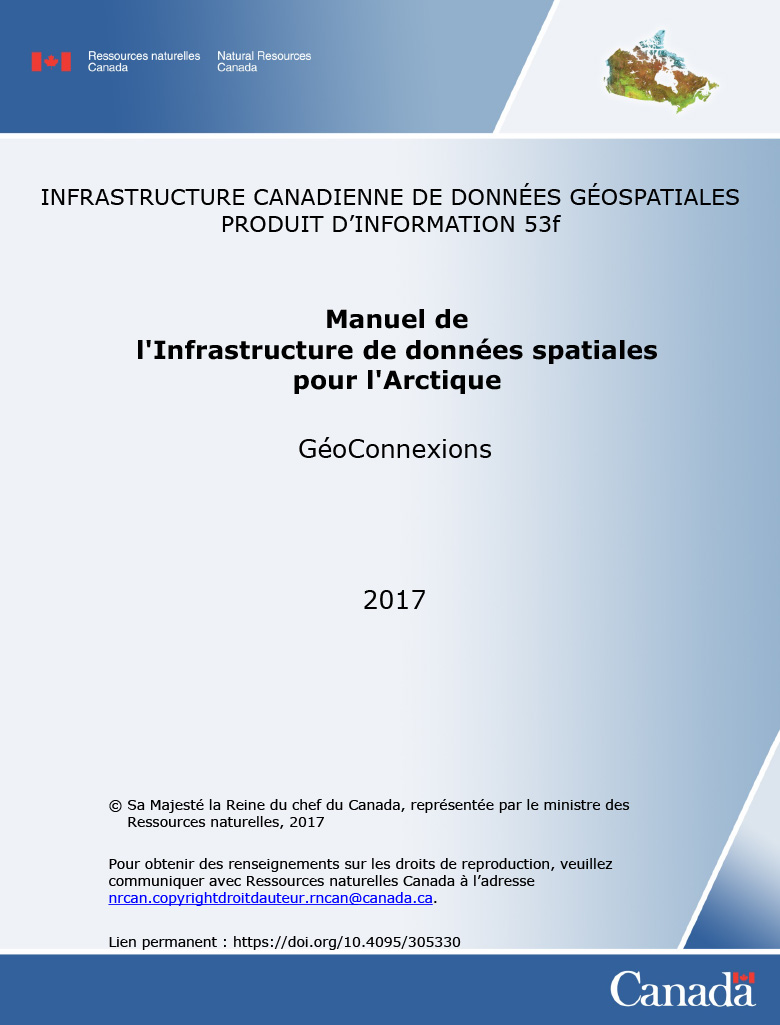 Ressources naturelles
Canada
Natural Resources
Canada
INFRASTRUCTURE CANADIENNE DE DONNÉES GÉOSPATIALES
PRODUIT D’INFORMATION 53f
Manuel de
l'Infrastructure de données spatiales
pour l'Arctique
GéoConnexions
2017
© Sa Majesté la Reine du chef du Canada, représentée par le ministre des
Ressources naturelles, 2017
Pour obtenir des renseignements sur les droits de reproduction, veuillez
communiquer avec Ressources naturelles Canada à l’adresse
nrcan.copyrightdroitdauteur.rncan@canada.ca.
Lien permanent : https://doi.org/10.4095/305330
Canada